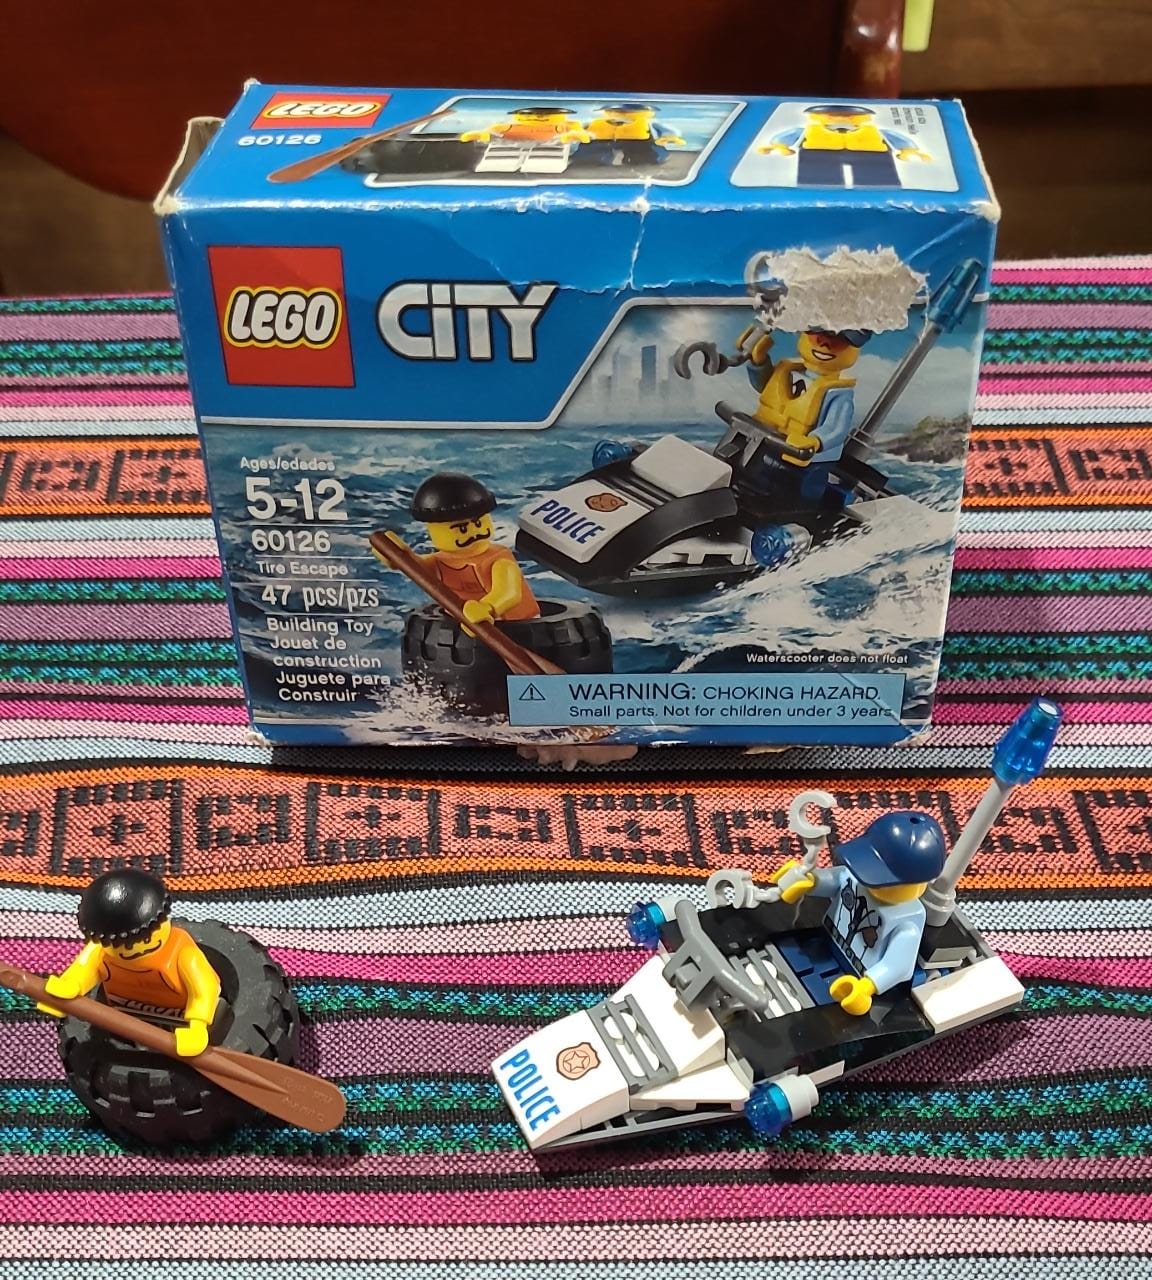 LEGO
60126
LEGO
CITY
Ages/edades
5-12
60126
Tire Escape
47 pcs/pzs
Building Toy
Jouet de
construction
Juguete para
Construir
POLICE
Waterscooter does not float
WARNING: CHOKING HAZARD.
Small parts. Not for children under 3 years
POLICE